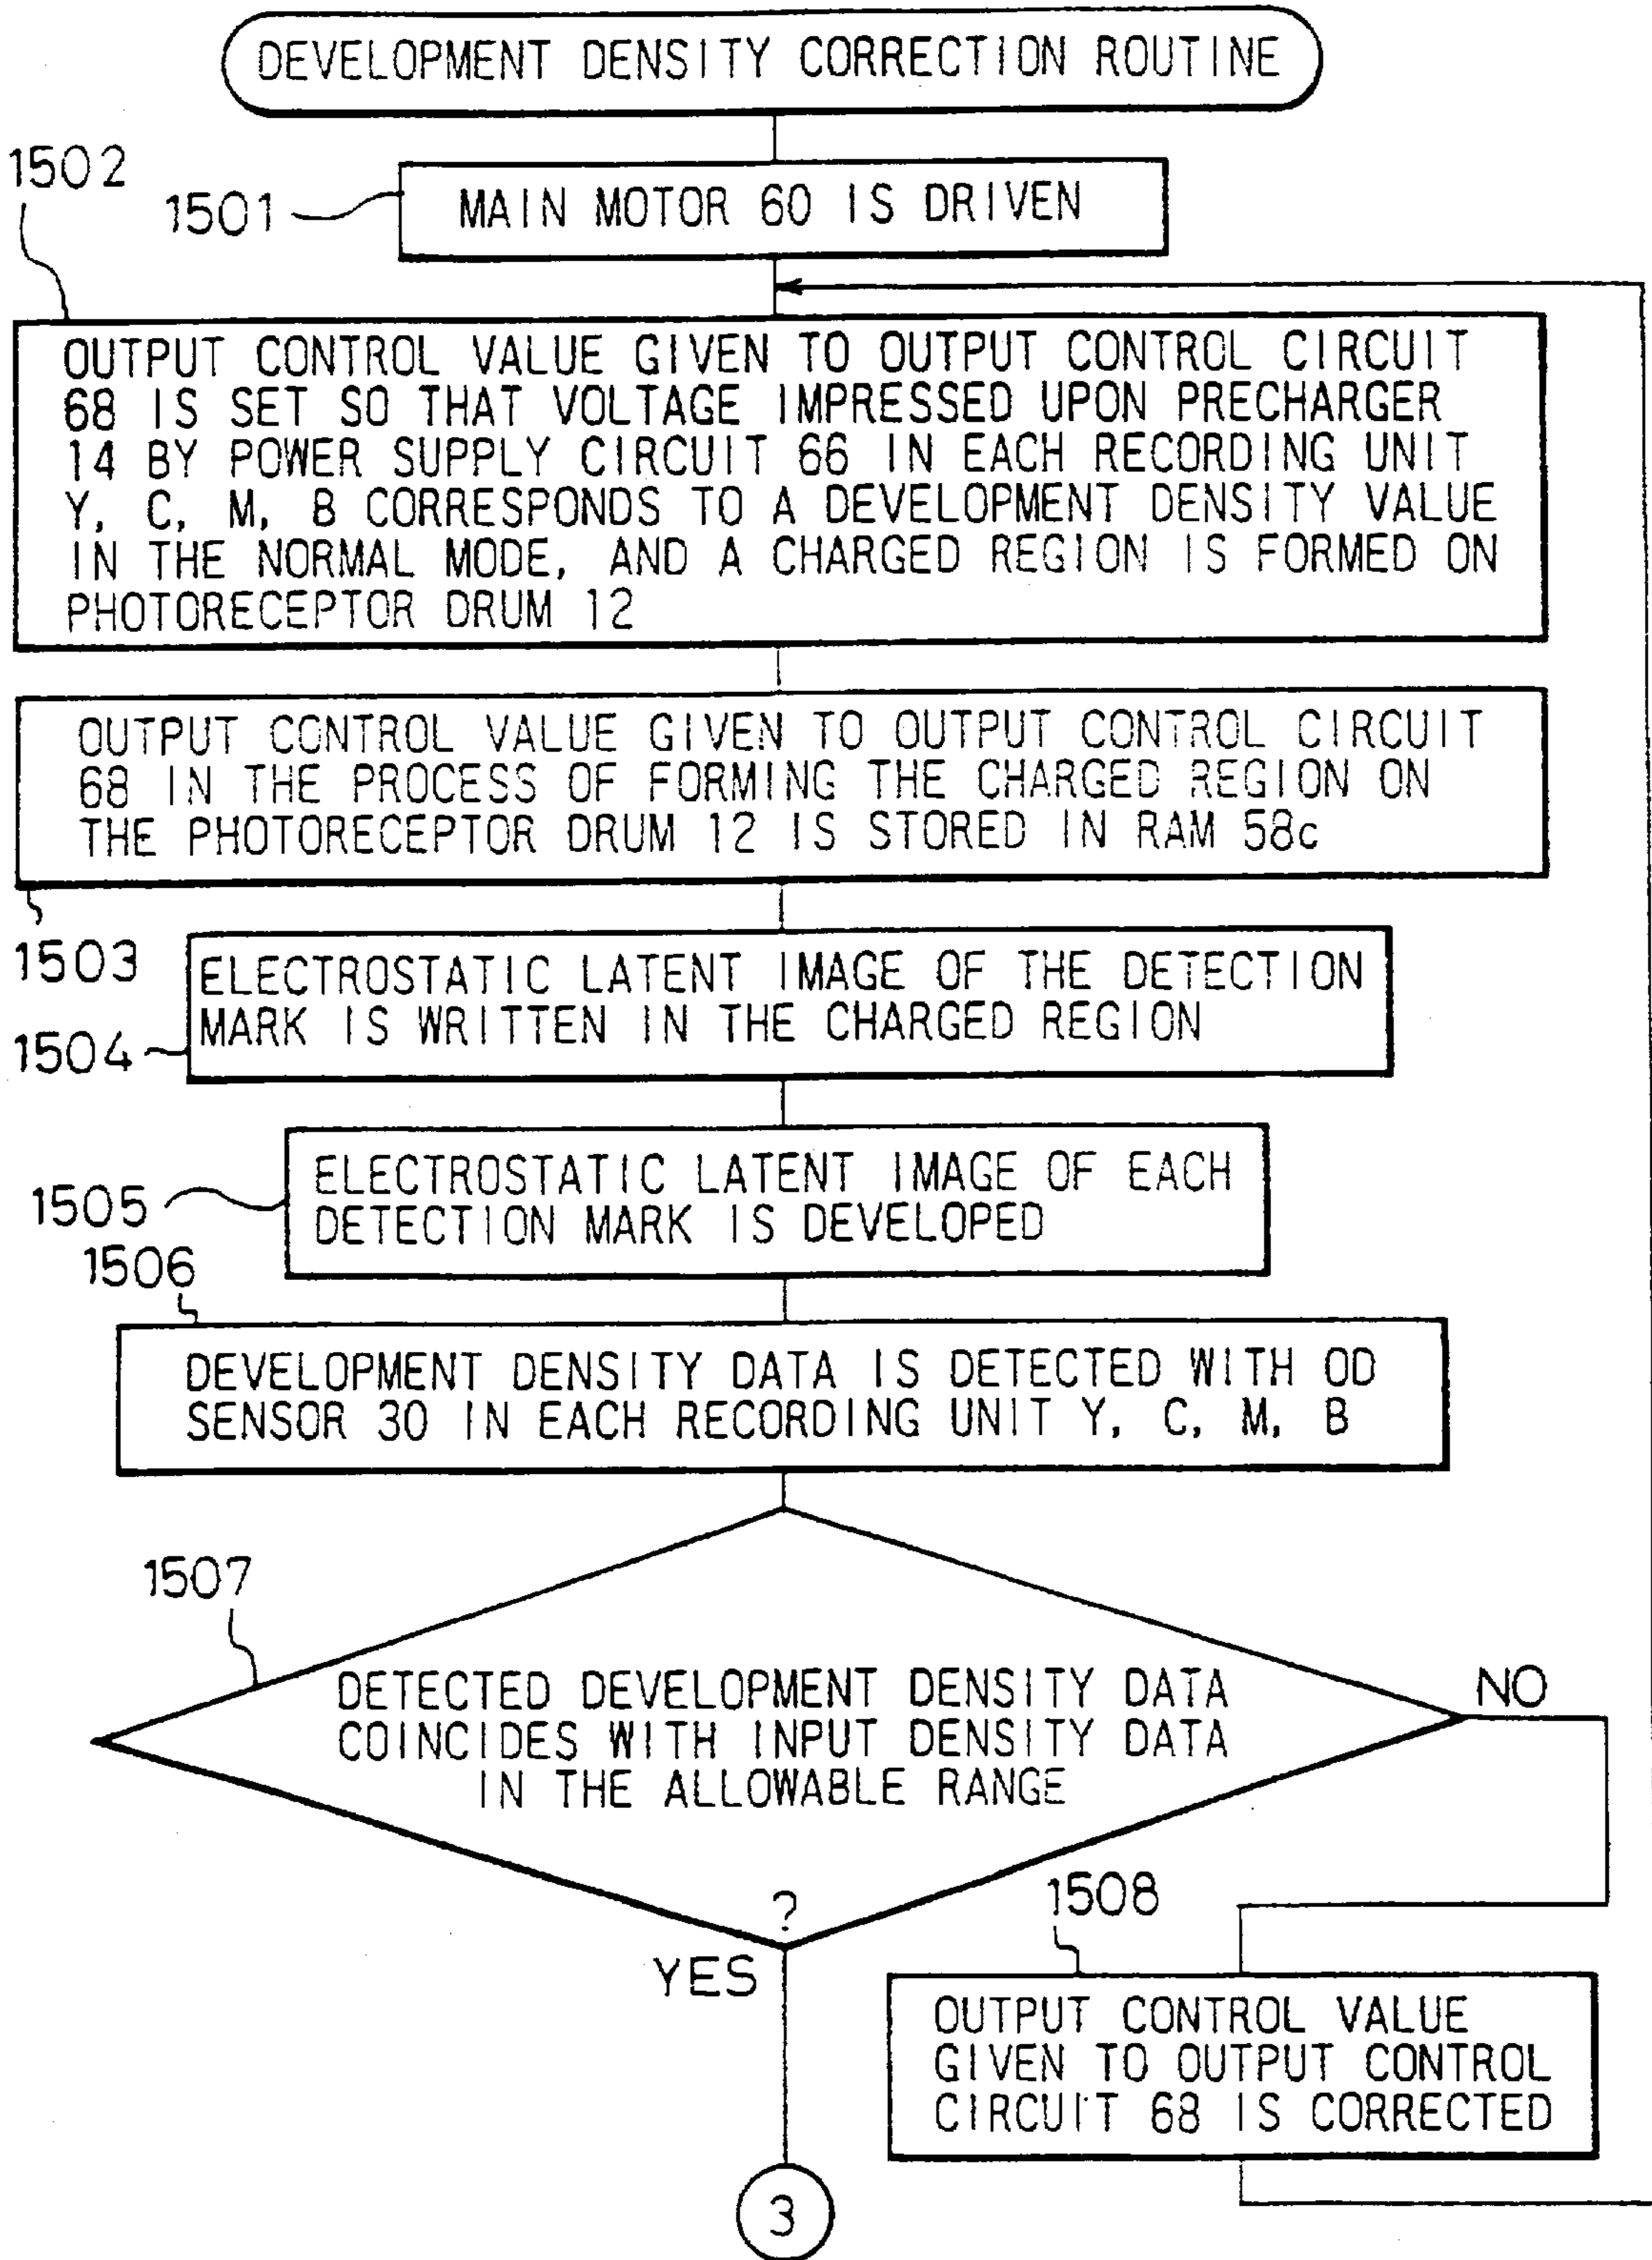 DEVELOPMENT DENSITY CORRECTION ROUTINE
1502
1501
MAIN MOTOR 60 IS DRIVEN
OUTPUT CONTROL VALUE GIVEN TO OUTPUT CONTROL CIRCUIT
68 IS SET SO THAT VOLTAGE IMPRESSED UPON PRECHARGER
14 BY POWER SUPPLY CIRCUIT 66 IN EACH RECORDING UNIT
Y, C, M, B CORRESPONDS TO A DEVELOPMENT DENSITY VALUE
IN THE NORMAL MODE, AND A CHARGED REGION IS FORMED ON
PHOTORECEPTOR DRUM 12
OUTPUT CONTROL VALUE GIVEN TO OUTPUT CONTROL CIRCUIT
68 IN THE PROCESS OF FORMING THE CHARGED REGION ON
THE PHOTORECEPTOR DRUM 12 IS STORED IN RAM 58c
1503
ELECTROSTATIC LATENT IMAGE OF THE DETECTION
MARK IS WRITTEN IN THE CHARGED REGION
1504
ELECTROSTATIC LATENT IMAGE OF EACH
DETECTION MARK IS DEVELOPED
1505
1506
DEVELOPMENT DENSITY DATA IS DETECTED WITH OD
SENSOR 30 IN EACH RECORDING UNIT Y, C, M, B
1507
DETECTED DEVELOPMENT DENSITY DATA
COINCIDES WITH INPUT DENSITY DATA
IN THE ALLOWABLE RANGE
?
NO
YES
1508
OUTPUT CONTROL VALUE
GIVEN TO OUTPUT CONTROL
CIRCUIT 68 IS CORRECTED
3